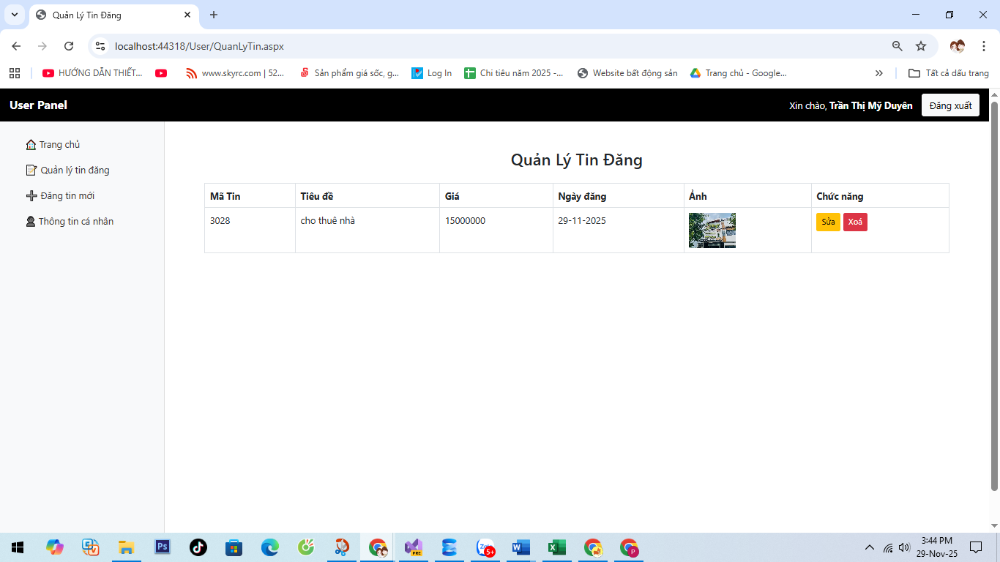 Quản Lý Tin Đăng
localhost:44318/User/QuanLyTin.aspx
HƯỚNG DẪN THIẾT... www.skyrc.com | 52... Sản phẩm giá sốc, g... Log In Chi tiêu năm 2025 -... Website bất động sản Trang chủ - Google... Tất cả dấu trang
User Panel Xin chào, Trần Thị Mỹ Duyên Đăng xuất
Trang chủ
Quản lý tin đăng
Đăng tin mới
Thông tin cá nhân
Quản Lý Tin Đăng
Mã Tin Tiêu đề Giá Ngày đăng Ảnh Chức năng
3028 cho thuê nhà 15000000 29-11-2025 Sửa Xoá
Ps PRE 5+ P
3:44 PM
29-Nov-25